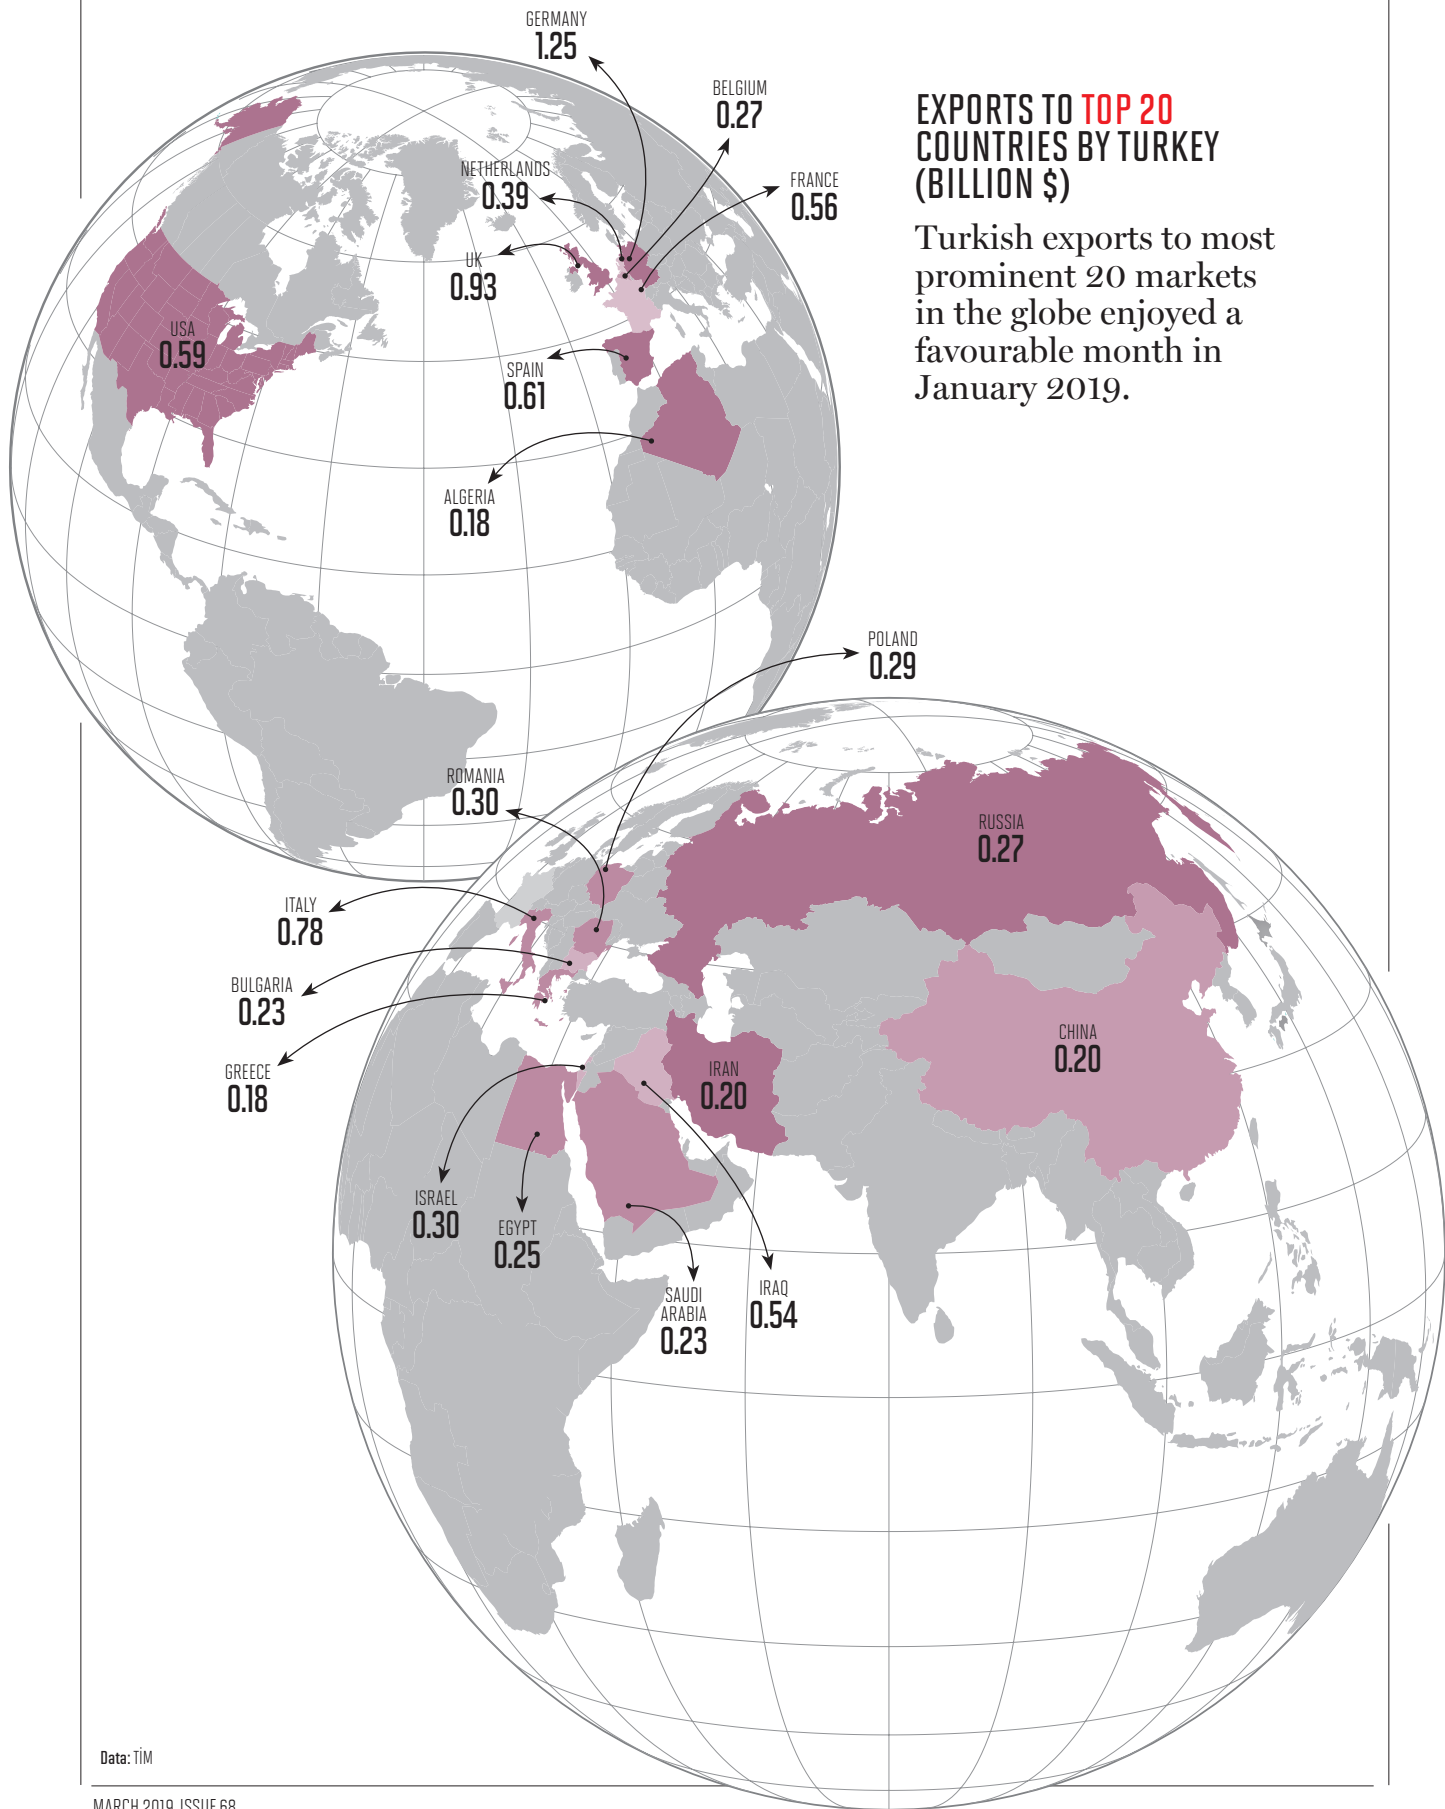 EXPORTS TO TOP 20
COUNTRIES BY TURKEY
(BILLION $)
Turkish exports to most
prominent 20 markets
in the globe enjoyed a
favourable month in
January 2019.
GERMANY
1.25
BELGIUM
0.27
NETHERLANDS
0.39
FRANCE
0.56
UK
0.93
USA
0.59
SPAIN
0.61
ALGERIA
0.18
POLAND
0.29
ROMANIA
0.30
RUSSIA
0.27
ITALY
0.78
BULGARIA
0.23
GREECE
0.18
CHINA
0.20
IRAN
0.20
ISRAEL
0.30
EGYPT
0.25
SAUDI
ARABIA
0.23
IRAQ
0.54
Data: TİM
MARCH 2019 ISSUE 68